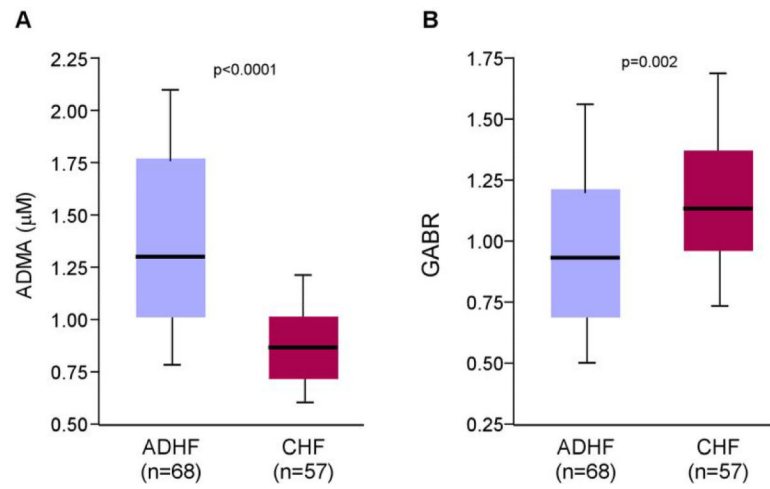 A
2.25
2.00
1.75
1.50
1.25
1.00
0.75
0.50
ADMA (μM)
p<0.0001
ADHF
(n=68)
CHF
(n=57)
B
1.75
1.50
1.25
1.00
0.75
0.50
0.25
GABR
p=0.002
ADHF
(n=68)
CHF
(n=57)